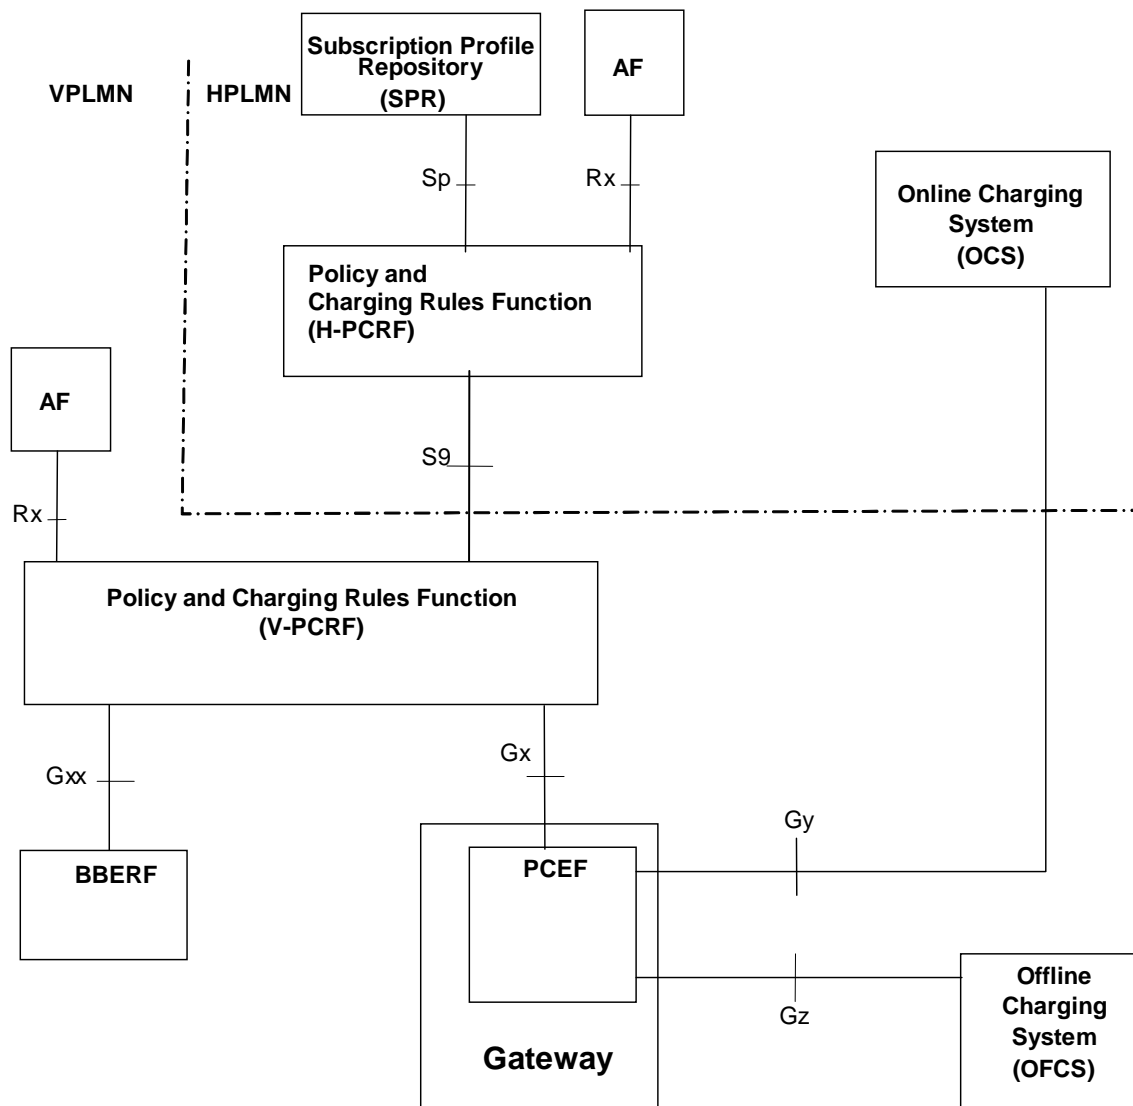 Subscription Profile
Repository
(SPR)
AF
VPLMN
HPLMN
Sp
Rx
Online Charging
System
(OCS)
Policy and
Charging Rules Function
(H-PCRF)
AF
S9
Rx
Policy and Charging Rules Function
(V-PCRF)
Gxx
Gx
Gy
BBERF
PCEF
Gz
Offline
Charging
System
(OFCS)
Gateway